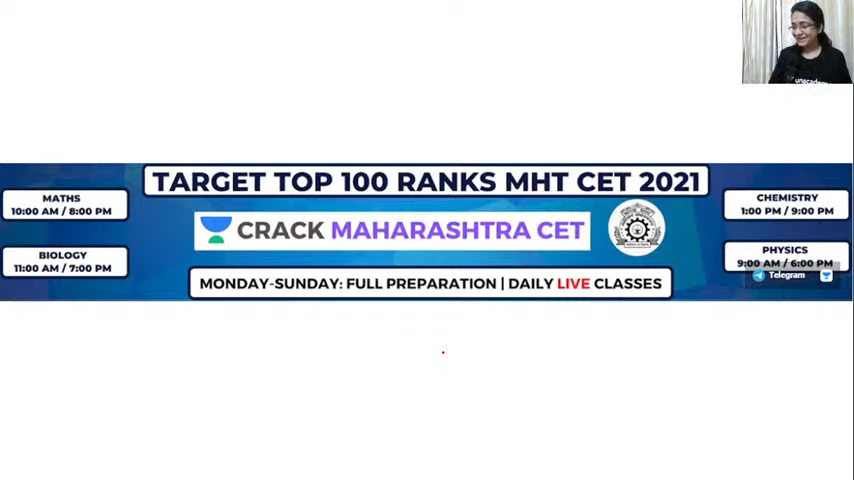 unacademy
TARGET TOP 100 RANKS MHT CET 2021
MATHS
10:00 AM / 8:00 PM
CHEMISTRY
1:00 PM / 9:00 PM
CRACK MAHARASHTRA CET
BIOLOGY
11:00 AM / 7:00 PM
PHYSICS
9:00 AM / 6:00 PM
Telegram
MONDAY-SUNDAY: FULL PREPARATION | DAILY LIVE CLASSES